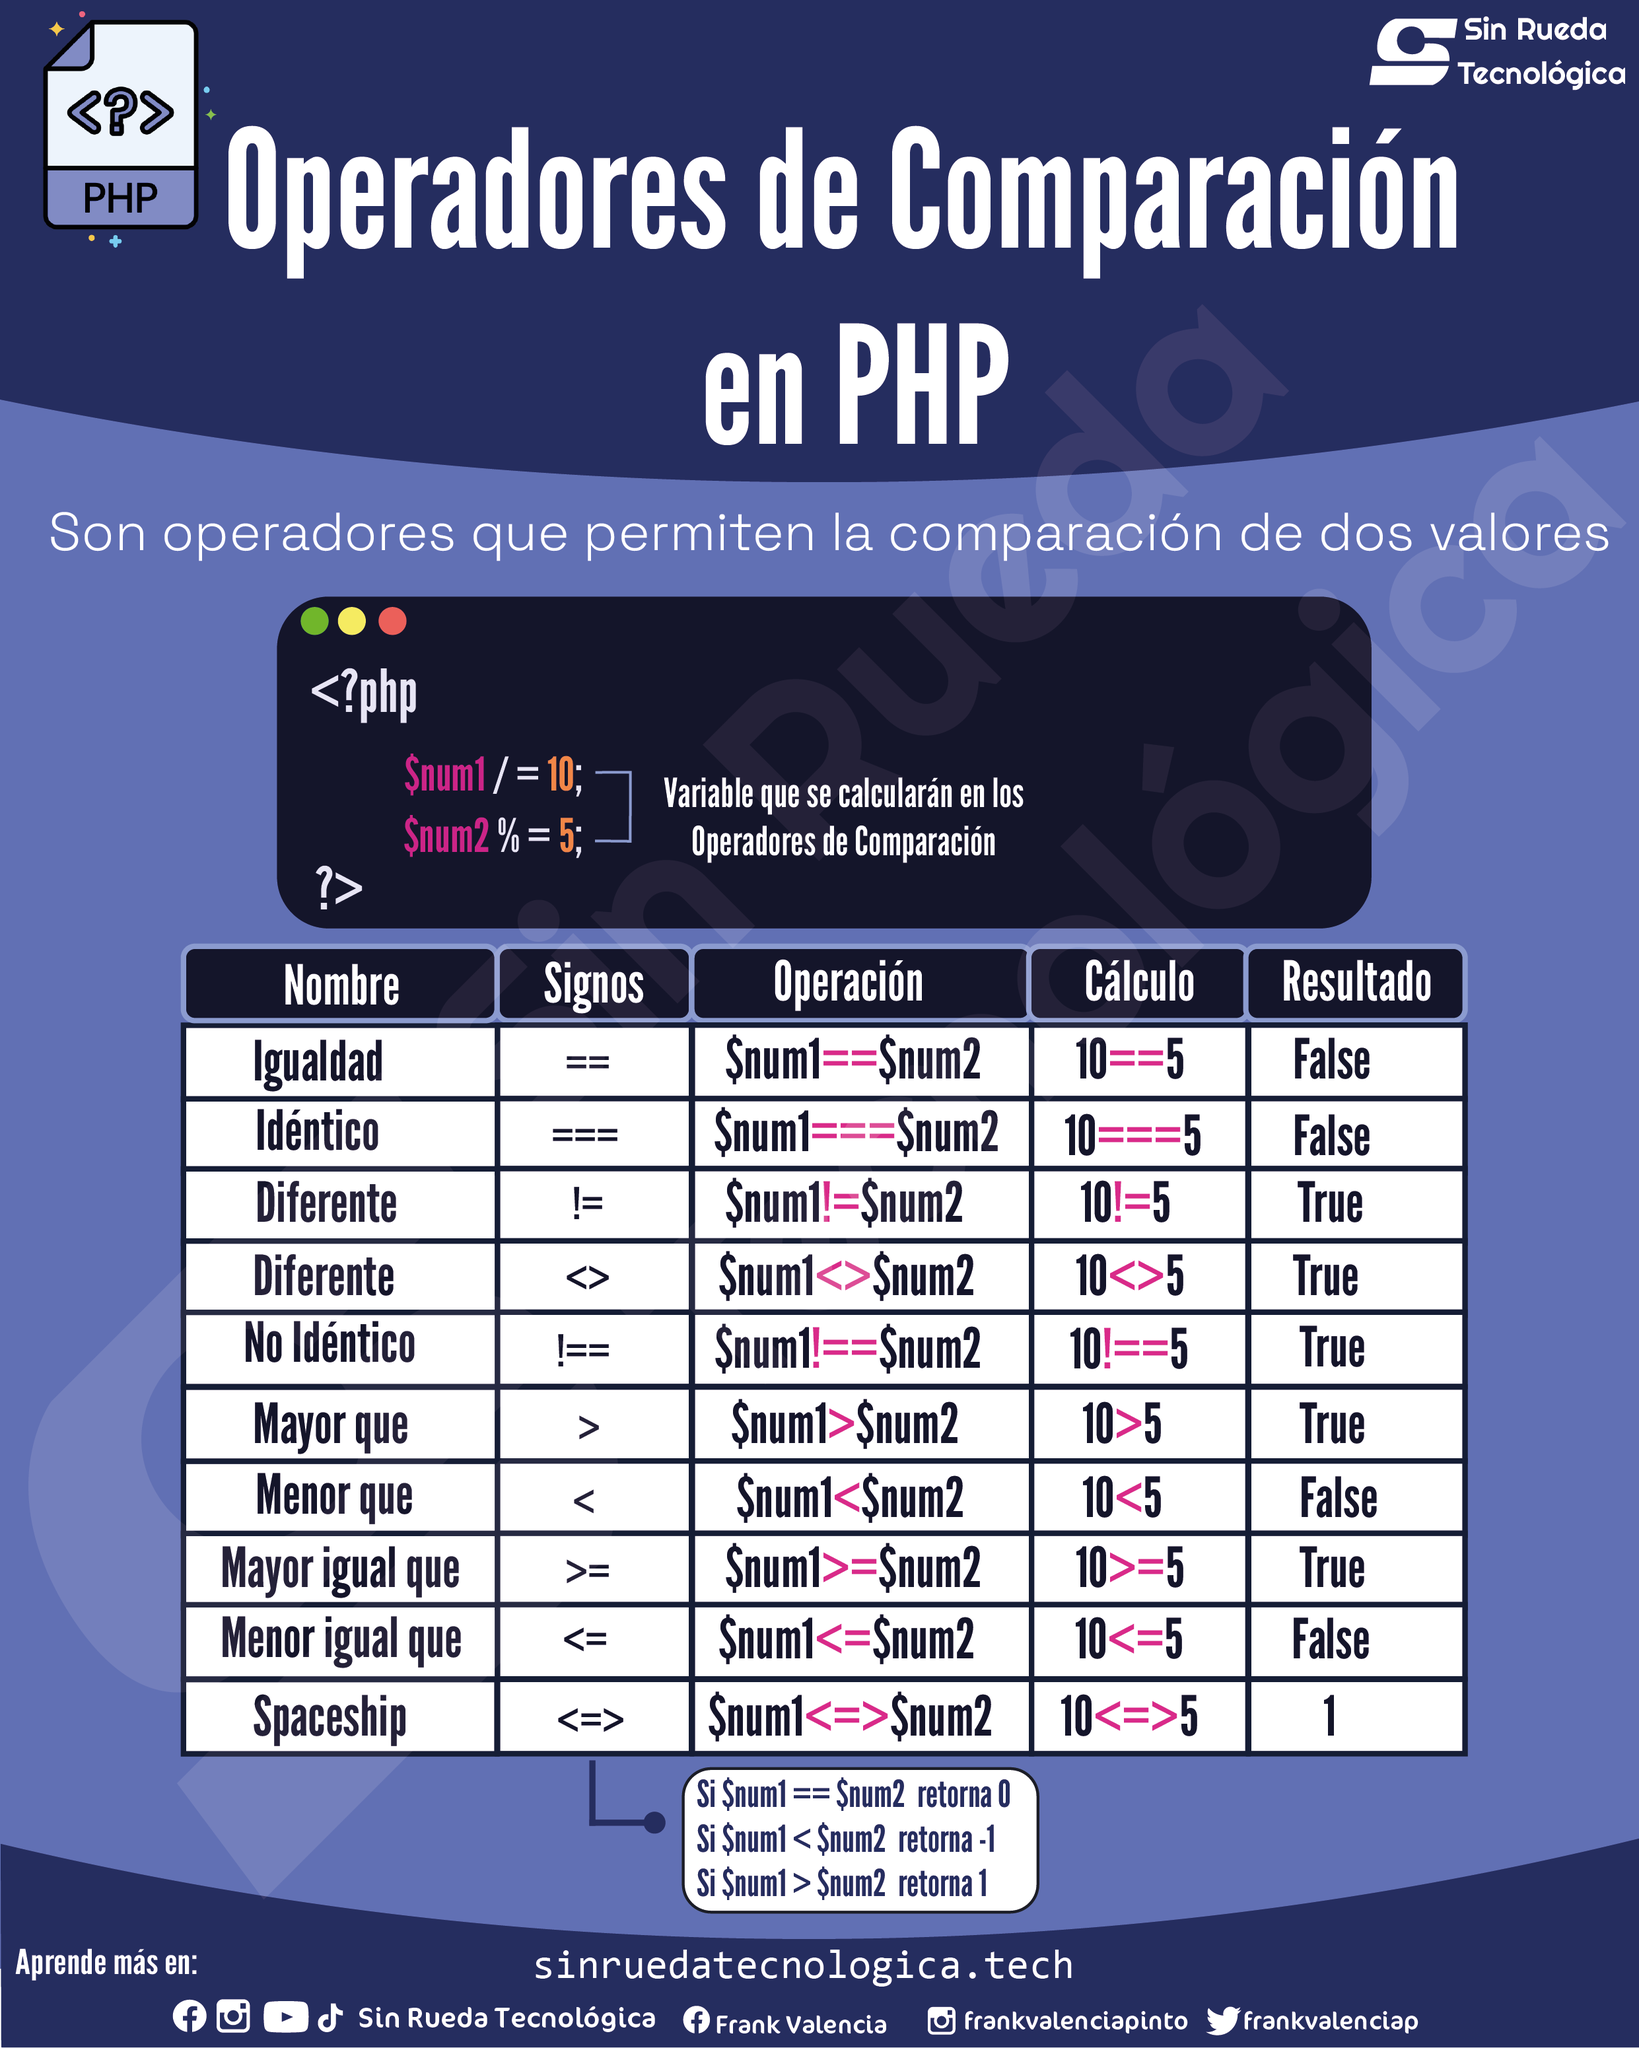 Sin Rueda
Tecnológica
<?>
PHP
Operadores de Comparación
en PHP
Son operadores que permiten la comparación de dos valores
<?php
$num1 / = 10;
$num2 % = 5;
Variable que se calcularán en los
Operadores de Comparación
?>
Nombre Signos Operación Cálculo Resultado
Igualdad == $num1==$num2 10==5 False
Idéntico === $num1===$num2 10===5 False
Diferente != $num1!=$num2 10!=5 True
Diferente <> $num1<>$num2 10<>5 True
No Idéntico !== $num1!==$num2 10!==5 True
Mayor que > $num1>$num2 10>5 True
Menor que < $num1<$num2 10<5 False
Mayor igual que >= $num1>=$num2 10>=5 True
Menor igual que <= $num1<=$num2 10<=5 False
Spaceship <=> $num1<=>$num2 10<=>5 1
Si $num1 == $num2 retorna 0
Si $num1 < $num2 retorna -1
Si $num1 > $num2 retorna 1
Sin Rueda
Tecnológica
Aprende más en:
sinruedatecnologica.tech
Sin Rueda Tecnológica Frank Valencia frankvalenciapinto frankvalenciap